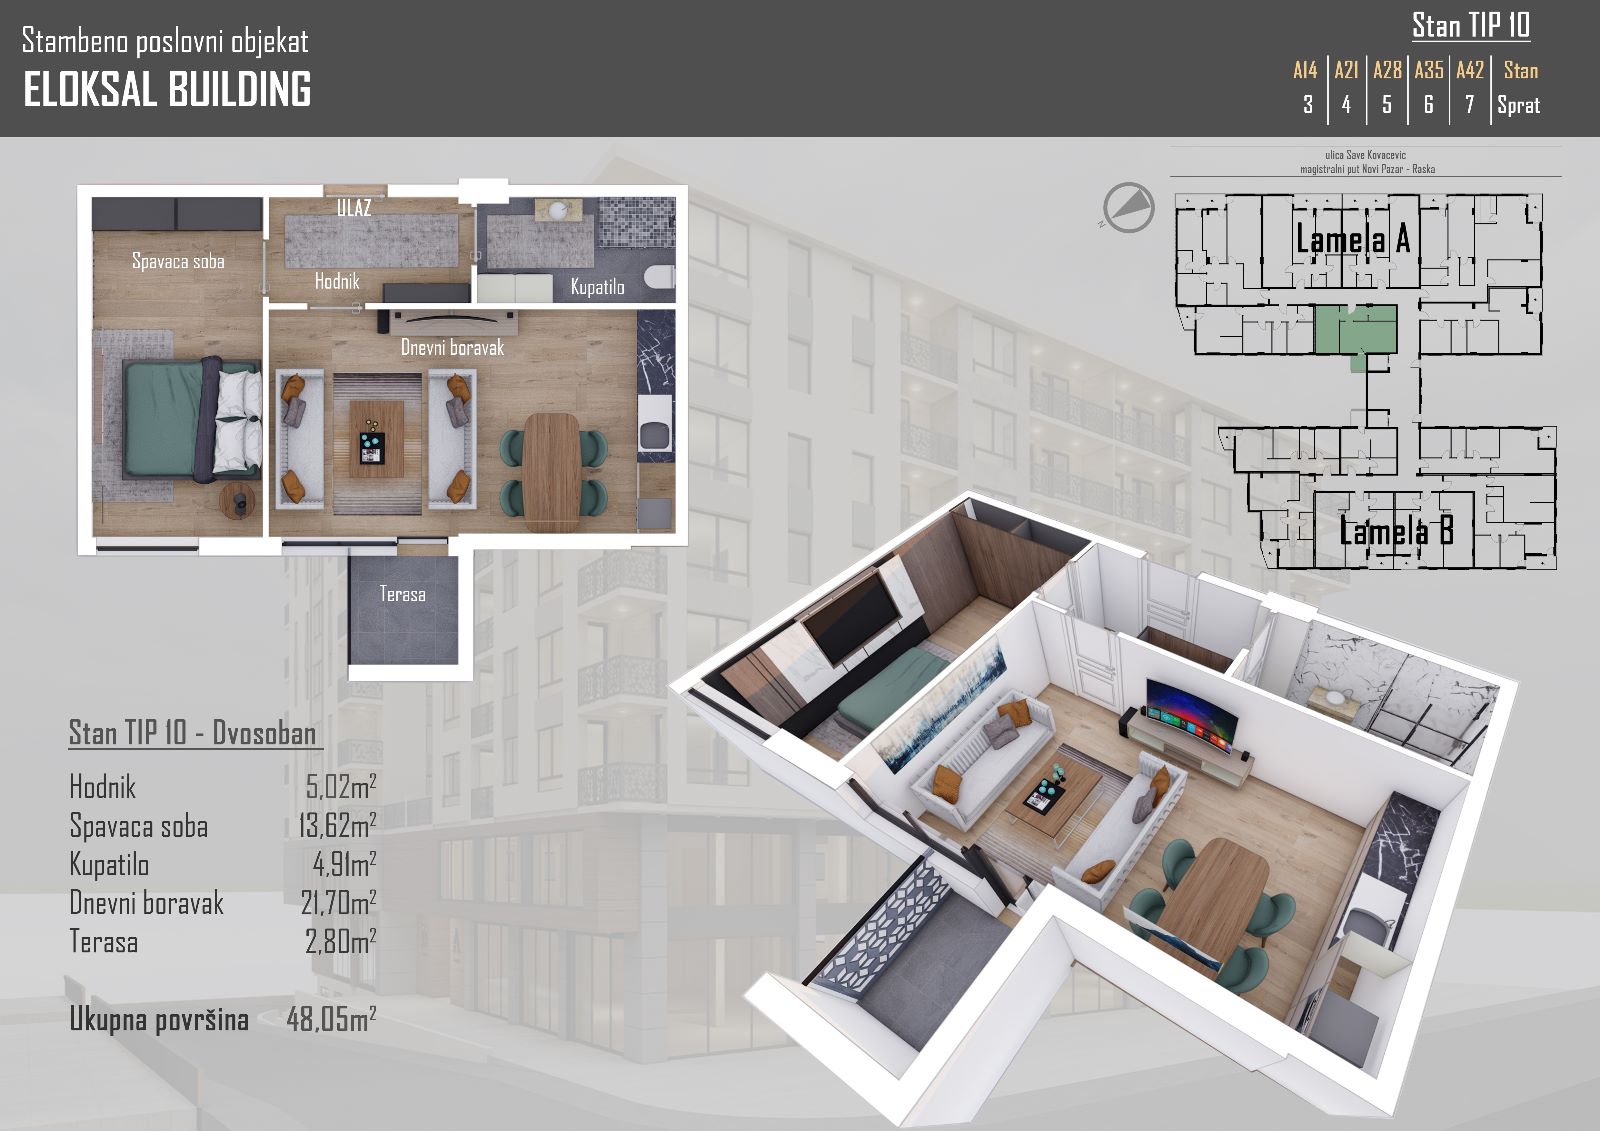 Stambeno poslovni objekat
ELOKSAL BUILDING
Stan TIP 10
A14 A21 A28 A35 A42 Stan
3 4 5 6 7 Sprat
ulica Save Kovacevic
magistralni put Novi Pazar - Raska
N
Lamela A
Lamela B
ULAZ
Spavaca soba
Hodnik
Kupatilo
Dnevni boravak
Terasa
Stan TIP 10 - Dvosoban
Hodnik 5,02m²
Spavaca soba 13,62m²
Kupatilo 4,91m²
Dnevni boravak 21,70m²
Terasa 2,80m²
Ukupna površina 48,05m²